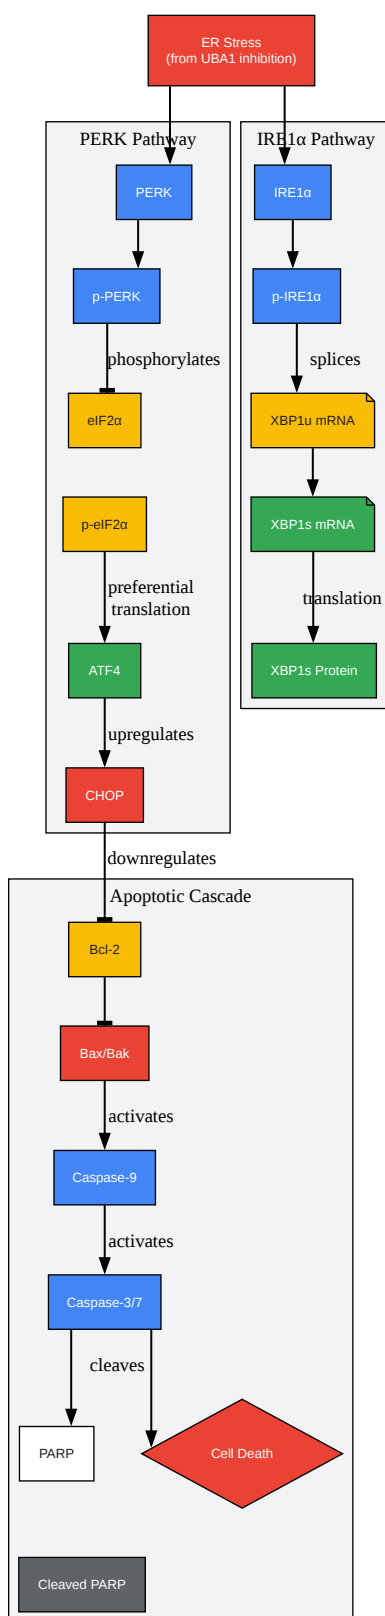 ER Stress
(from UBA1 inhibition)
PERK Pathway
IRE1α Pathway
PERK
IRE1α
p-PERK
p-IRE1α
phosphorylates
splices
eIF2α
XBP1u mRNA
p-eIF2α
XBP1s mRNA
preferential
translation
translation
ATF4
XBP1s Protein
upregulates
CHOP
downregulates
Apoptotic Cascade
Bcl-2
Bax/Bak
activates
Caspase-9
activates
Caspase-3/7
cleaves
PARP
Cell Death
Cleaved PARP